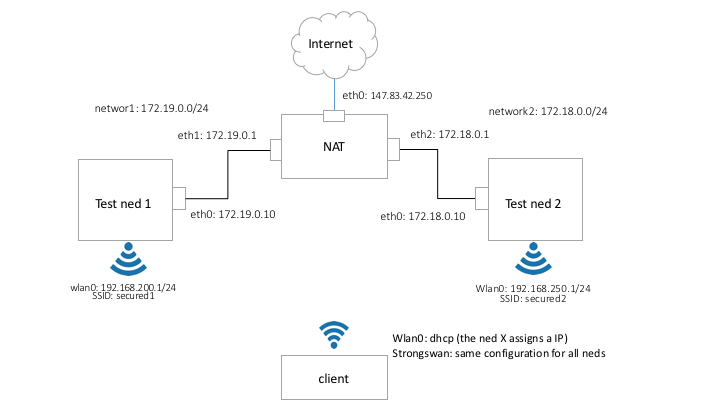 Internet
eth0: 147.83.42.250
networ1: 172.19.0.0/24
network2: 172.18.0.0/24
eth1: 172.19.0.1
eth2: 172.18.0.1
NAT
Test ned 1
Test ned 2
eth0: 172.19.0.10
eth0: 172.18.0.10
wlan0: 192.168.200.1/24
SSID: secured1
Wlan0: 192.168.250.1/24
SSID: secured2
Wlan0: dhcp (the ned X assigns a IP)
Strongswan: same configuration for all neds
client